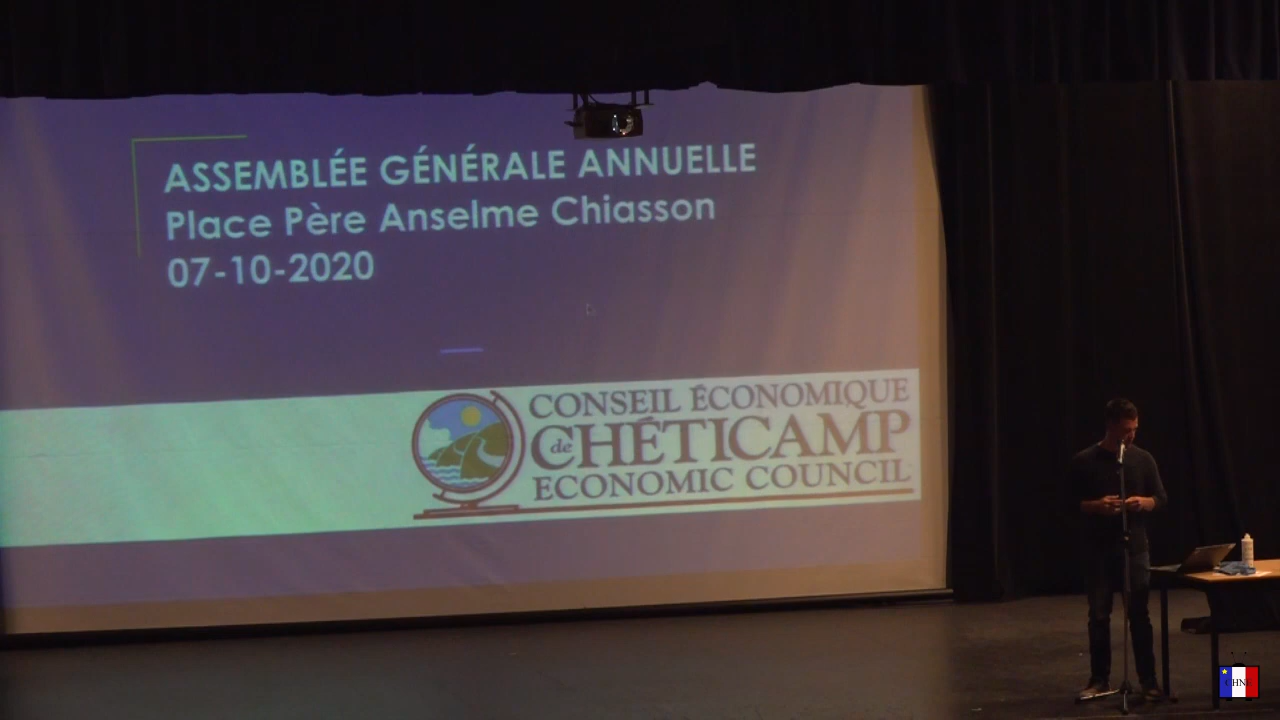 ASSEMBLÉE GÉNÉRALE ANNUELLE
Place Père Anselme Chiasson
07-10-2020
CONSEIL ÉCONOMIQUE
de CHÉTICAMP
ECONOMIC COUNCIL